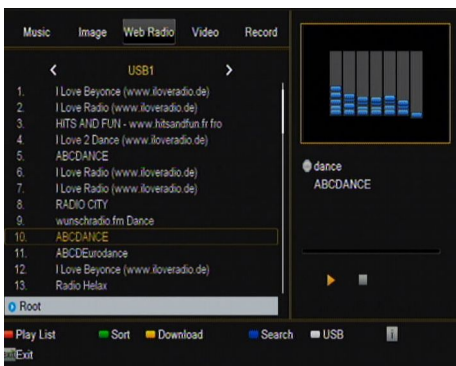 Music Image Web Radio Video Record
USB1
1. I Love Beyonce (www.iloveradio.de)
2. I Love Radio (www.iloveradio.de)
3. HITS AND FUN - www.hitsandfun.fr fro
4. I Love 2 Dance (www.iloveradio.de)
5. ABCDANCE
6. I Love Radio (www.iloveradio.de)
7. I Love Radio (www.iloveradio.de)
8. RADIO CITY
9. wunschradio.fm Dance
10. ABCDANCE
11. ABCDEurodance
12. I Love Beyonce (www.iloveradio.de)
13. Radio Helax
dance
ABCDANCE
Root
Play List Sort Download Search USB i
Exit